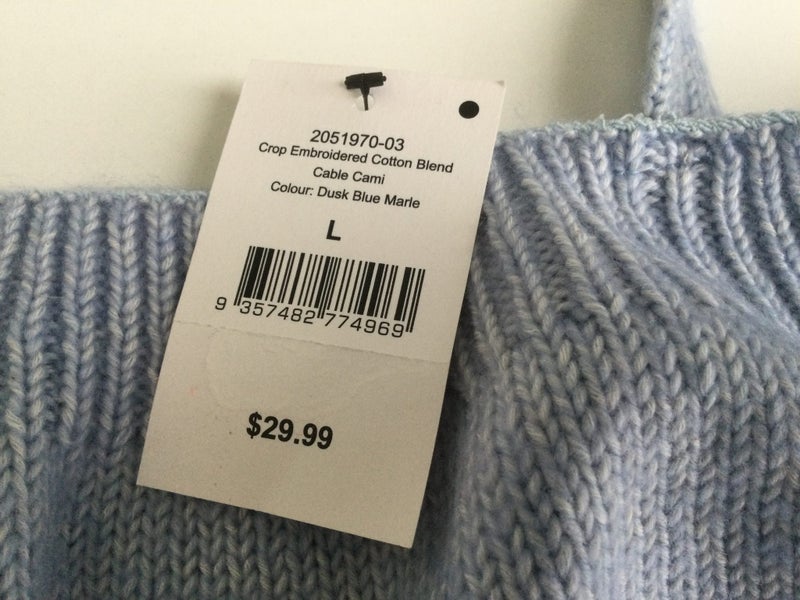 2051970-03
Crop Embroidered Cotton Blend
Cable Cami
Colour: Dusk Blue Marle
L
9 357482 774969
$29.99